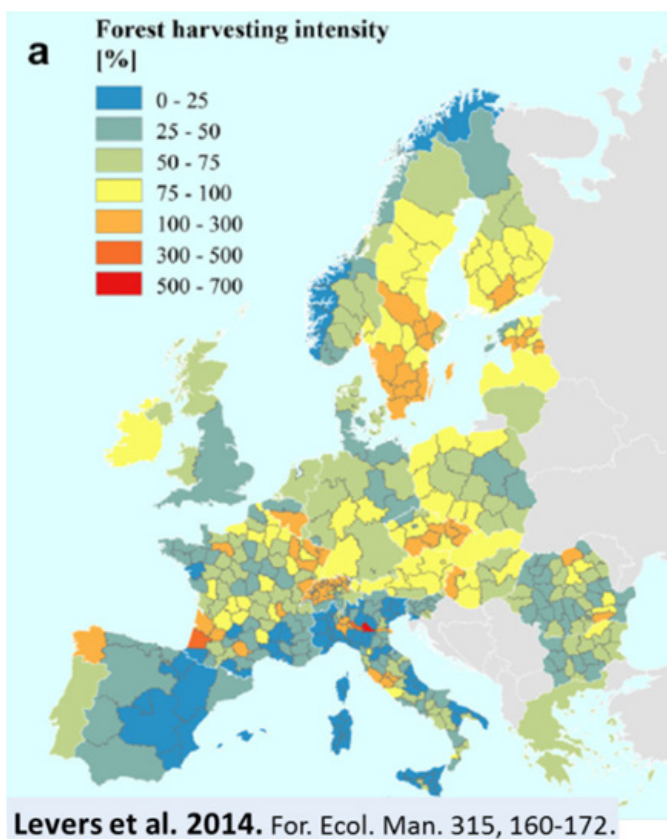 Forest harvesting intensity
a
[%]
0 - 25
25 - 50
50 - 75
75 - 100
100 - 300
300 - 500
500 - 700
Levers et al. 2014. For. Ecol. Man. 315, 160-172.